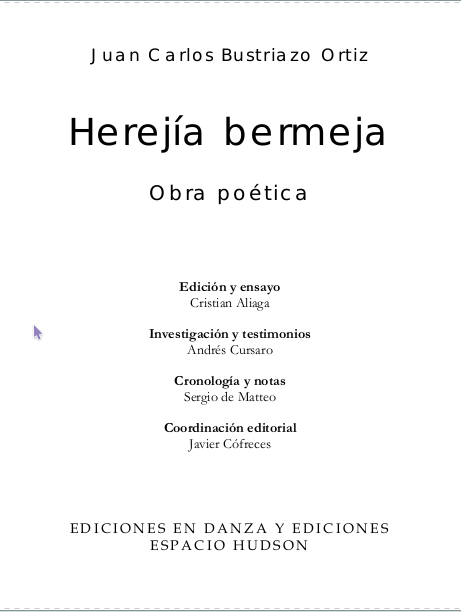 Juan Carlos Bustriazo Ortiz
Herejía bermeja
Obra poética
Edición y ensayo
Cristian Aliaga
Investigación y testimonios
Andrés Cursaro
Cronología y notas
Sergio de Matteo
Coordinación editorial
Javier Cófreces
EDICIONES EN DANZA Y EDICIONES
ESPACIO HUDSON